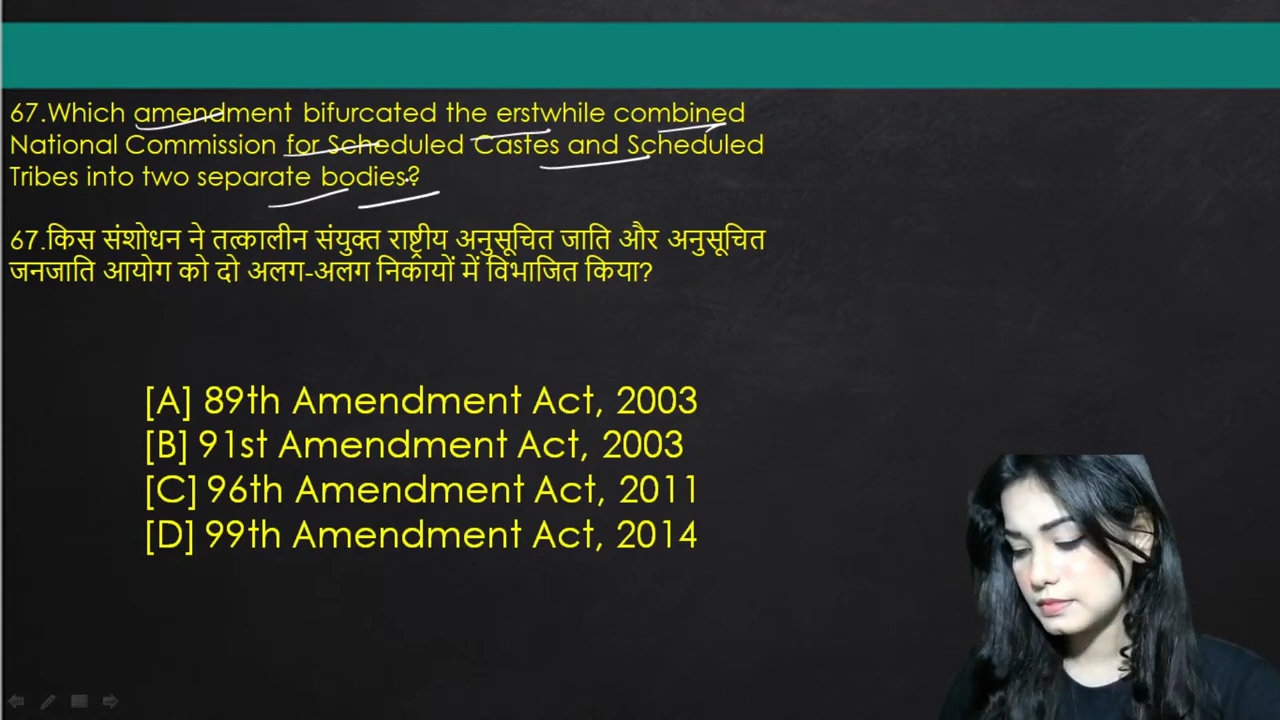 67.Which amendment bifurcated the erstwhile combined
National Commission for Scheduled Castes and Scheduled
Tribes into two separate bodies?
67.किस संशोधन ने तत्कालीन संयुक्त राष्ट्रीय अनुसूचित जाति और अनुसूचित
जनजाति आयोग को दो अलग-अलग निकायों में विभाजित किया?
[A] 89th Amendment Act, 2003
[B] 91st Amendment Act, 2003
[C] 96th Amendment Act, 2011
[D] 99th Amendment Act, 2014